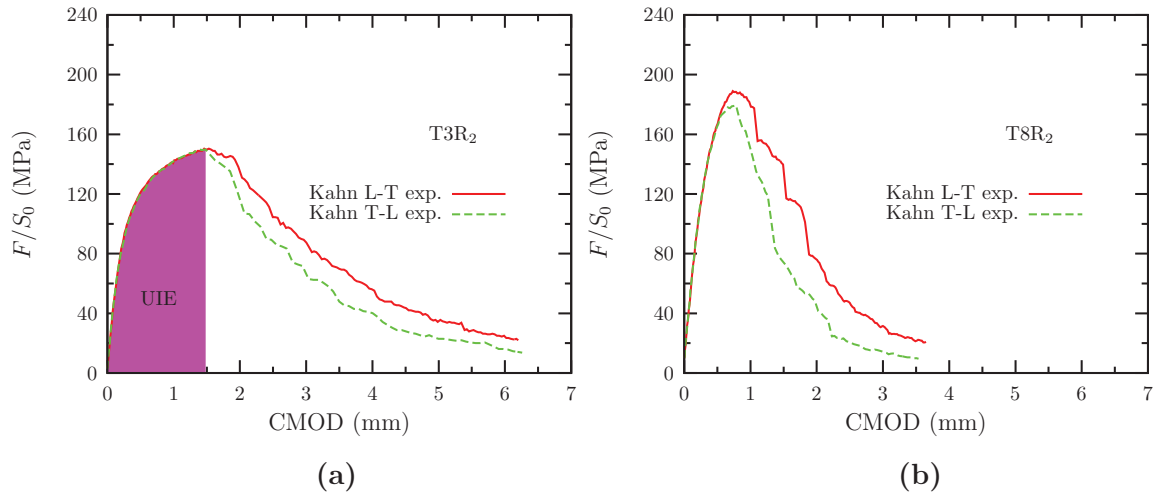 240
200
160
120
80
40
0
F/S₀ (MPa)
T3R₂
Kahn L-T exp.
Kahn T-L exp.
UIE
0 1 2 3 4 5 6 7
CMOD (mm)
(a)
240
200
160
120
80
40
0
F/S₀ (MPa)
T8R₂
Kahn L-T exp.
Kahn T-L exp.
0 1 2 3 4 5 6 7
CMOD (mm)
(b)